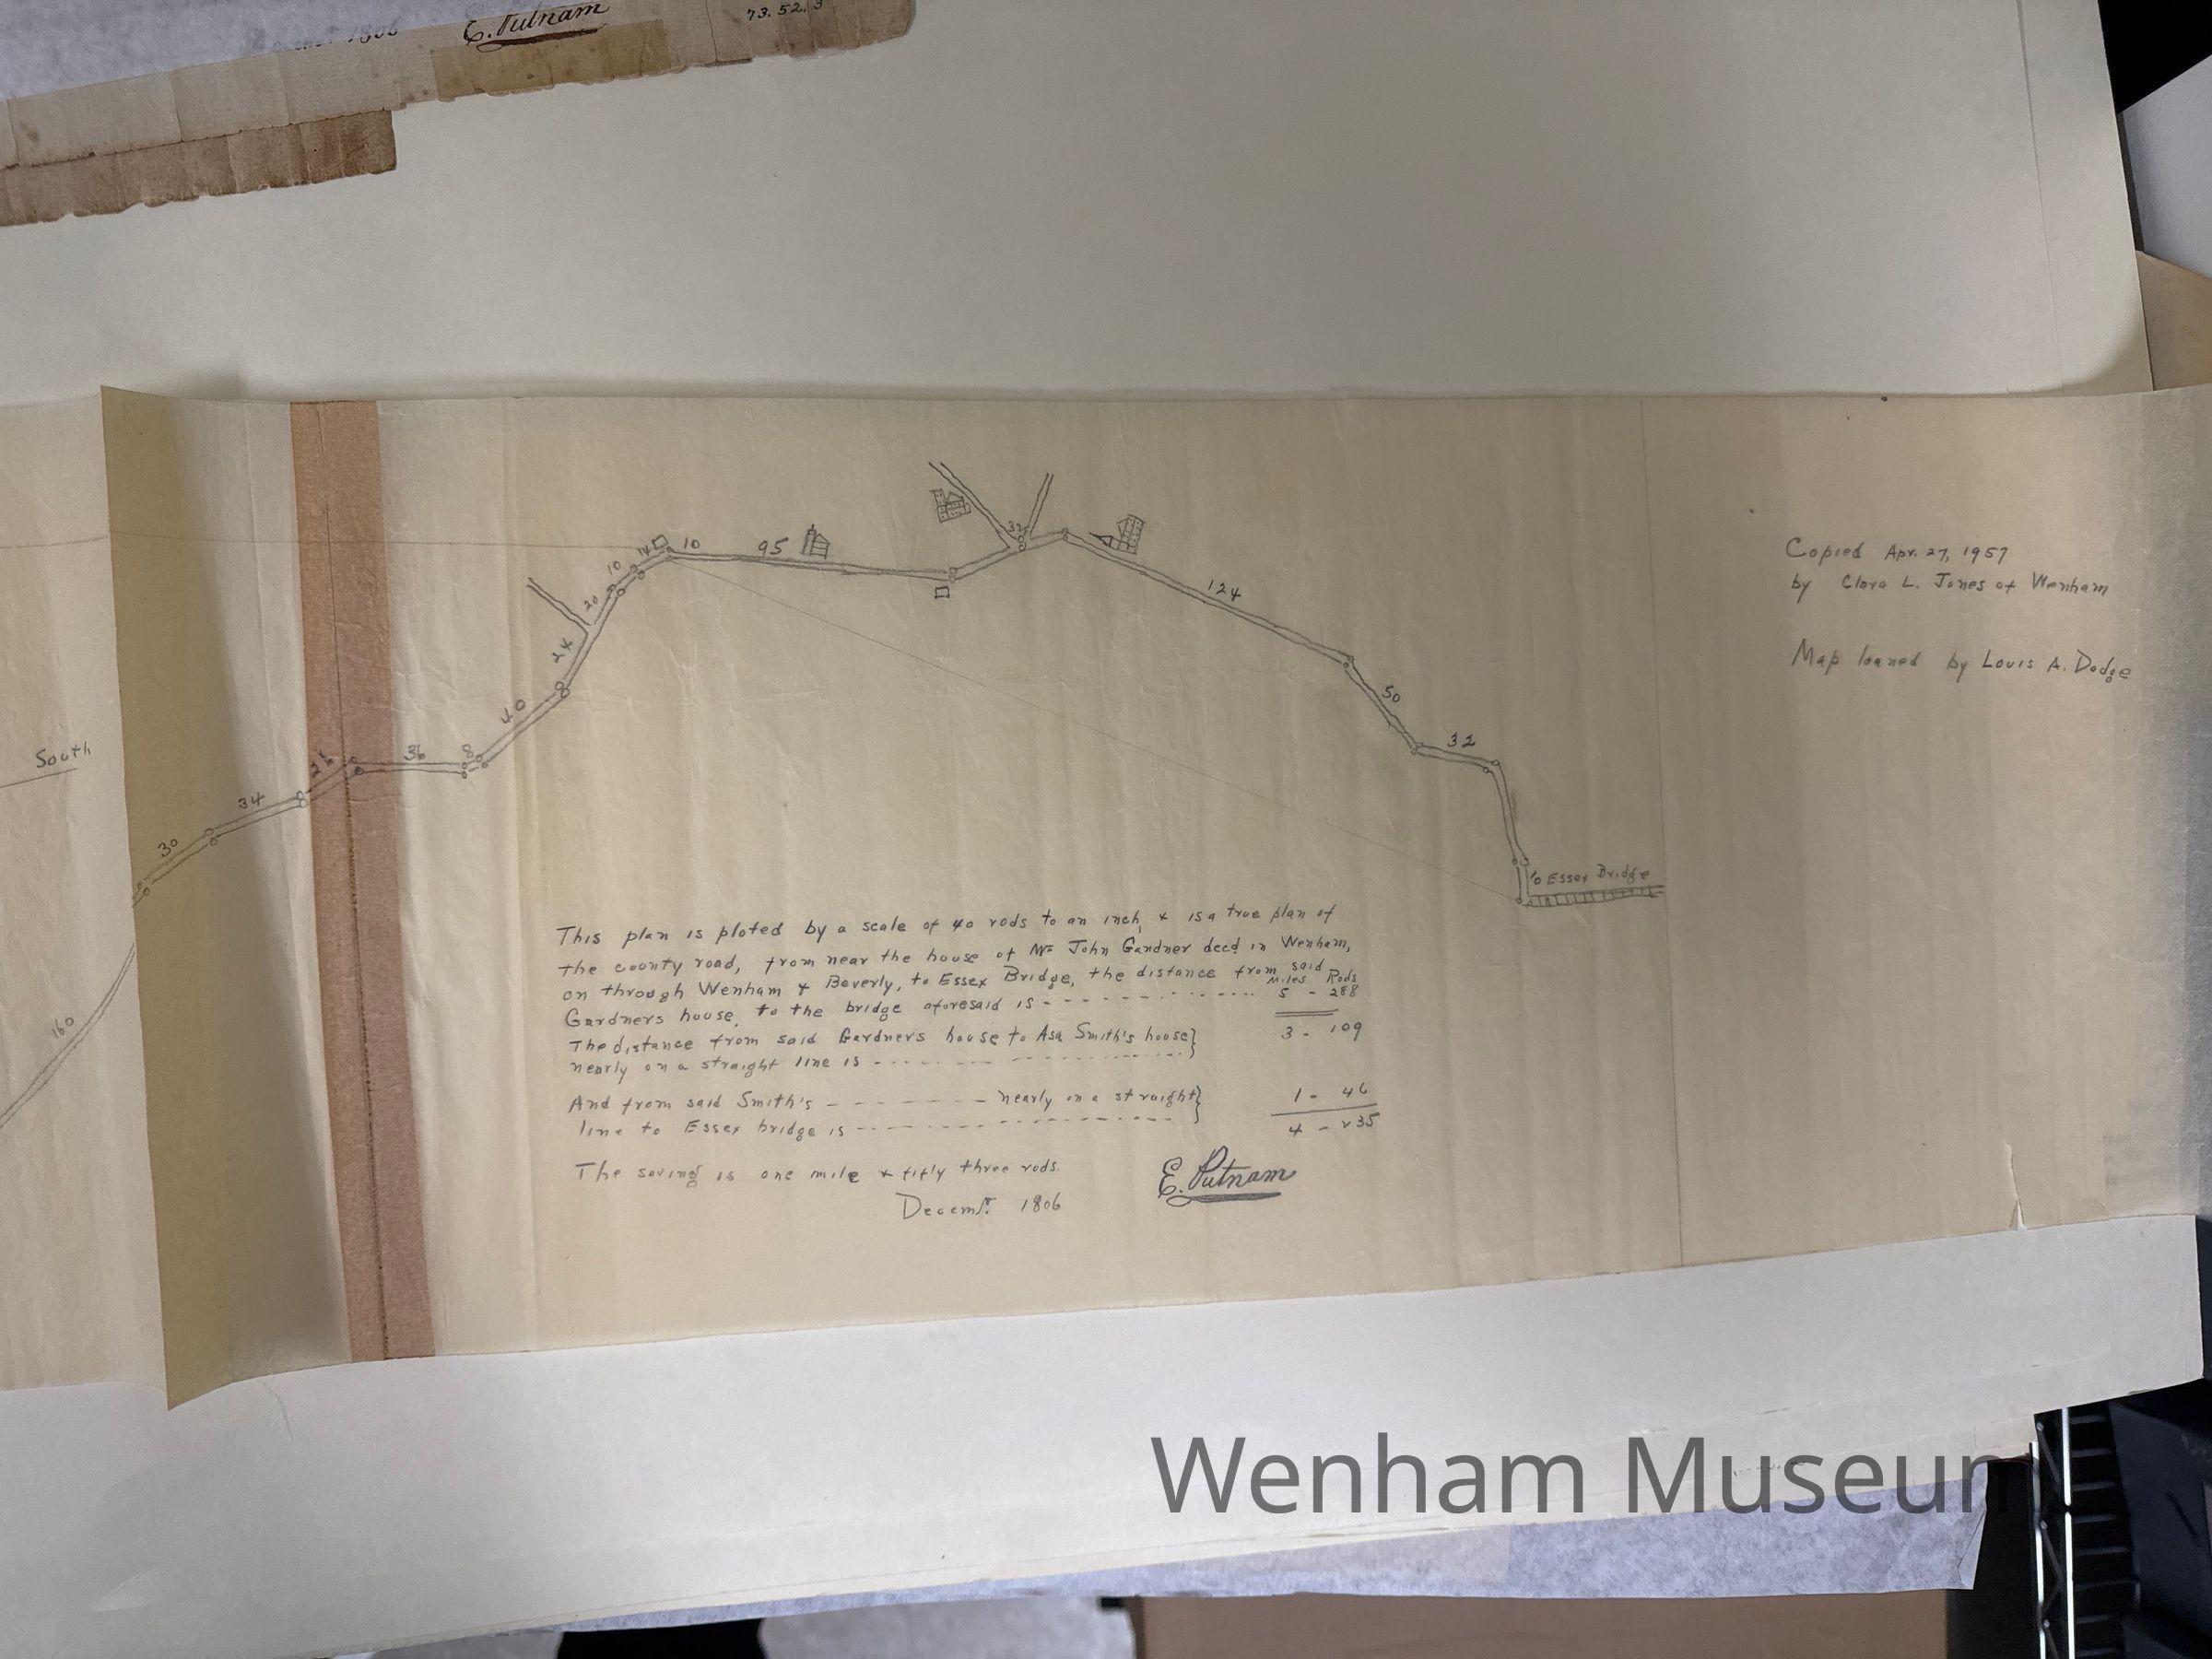 1806
E. Putnam
73.52.3
South
160
30
34
26
36
8
40
24
20
10
14
10
95
32
124
50
32
10 Essex Bridge
Copied Apr. 27, 1957
by Clara L. Jones of Wenham
Map loaned by Louis A. Dodge
This plan is ploted by a scale of 40 rods to an inch, & is a true plan of
the county road, from near the house of Mr John Gardner decd in Wenham,
on through Wenham & Beverly, to Essex Bridge, the distance from said
Miles Rods
Gardners house, to the bridge aforesaid is - - - - - - - - - - 5 - 288
The distance from said Gardners house to Asa Smith's house} 3 - 109
nearly on a straight line is - - - - - - - - - - - - }
And from said Smith's - - - - - - - nearly on a straight} 1 - 46
line to Essex bridge is - - - - - - - - - - - - 4 - 235
The saving is one mile & fifty three rods.
Decemr. 1806
E. Putnam
Wenham Museum